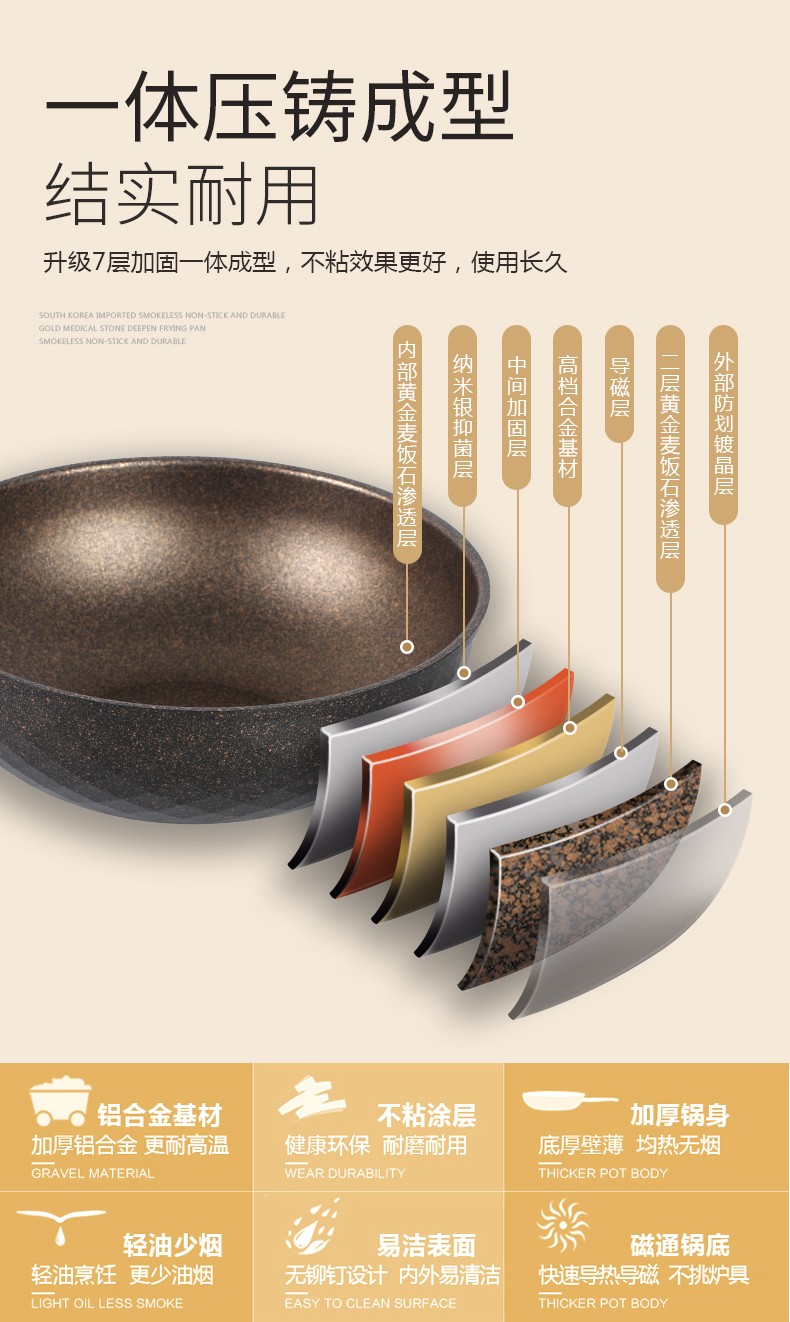 一体压铸成型
结实耐用
升级7层加固一体成型，不粘效果更好，使用长久
SOUTH KOREA IMPORTED SMOKELESS NON-STICK AND DURABLE
GOLD MEDICAL STONE DEEPEN FRYING PAN
SMOKELESS NON-STICK AND DURABLE
内部黄金麦饭石渗透层
纳米银抑菌层
中间加固层
高档合金基材
导磁层
二层黄金麦饭石渗透层
外部防划镀晶层
铝合金基材
加厚铝合金 更耐高温
GRAVEL MATERIAL
不粘涂层
健康环保 耐磨耐用
WEAR DURABILITY
加厚锅身
底厚壁薄 均热无烟
THICKER POT BODY
轻油少烟
轻油烹饪 更少油烟
LIGHT OIL LESS SMOKE
易洁表面
无铆钉设计 内外易清洁
EASY TO CLEAN SURFACE
磁通锅底
快速导热导磁 不挑炉具
THICKER POT BODY